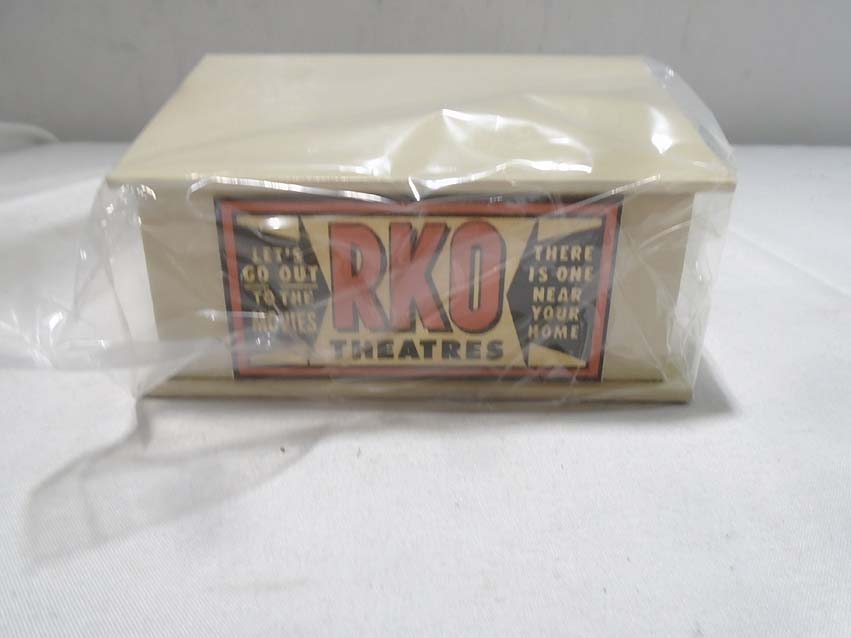 LET'S
GO OUT
TO THE
MOVIES
RKO
THEATRES
THERE
IS ONE
NEAR
YOUR
HOME